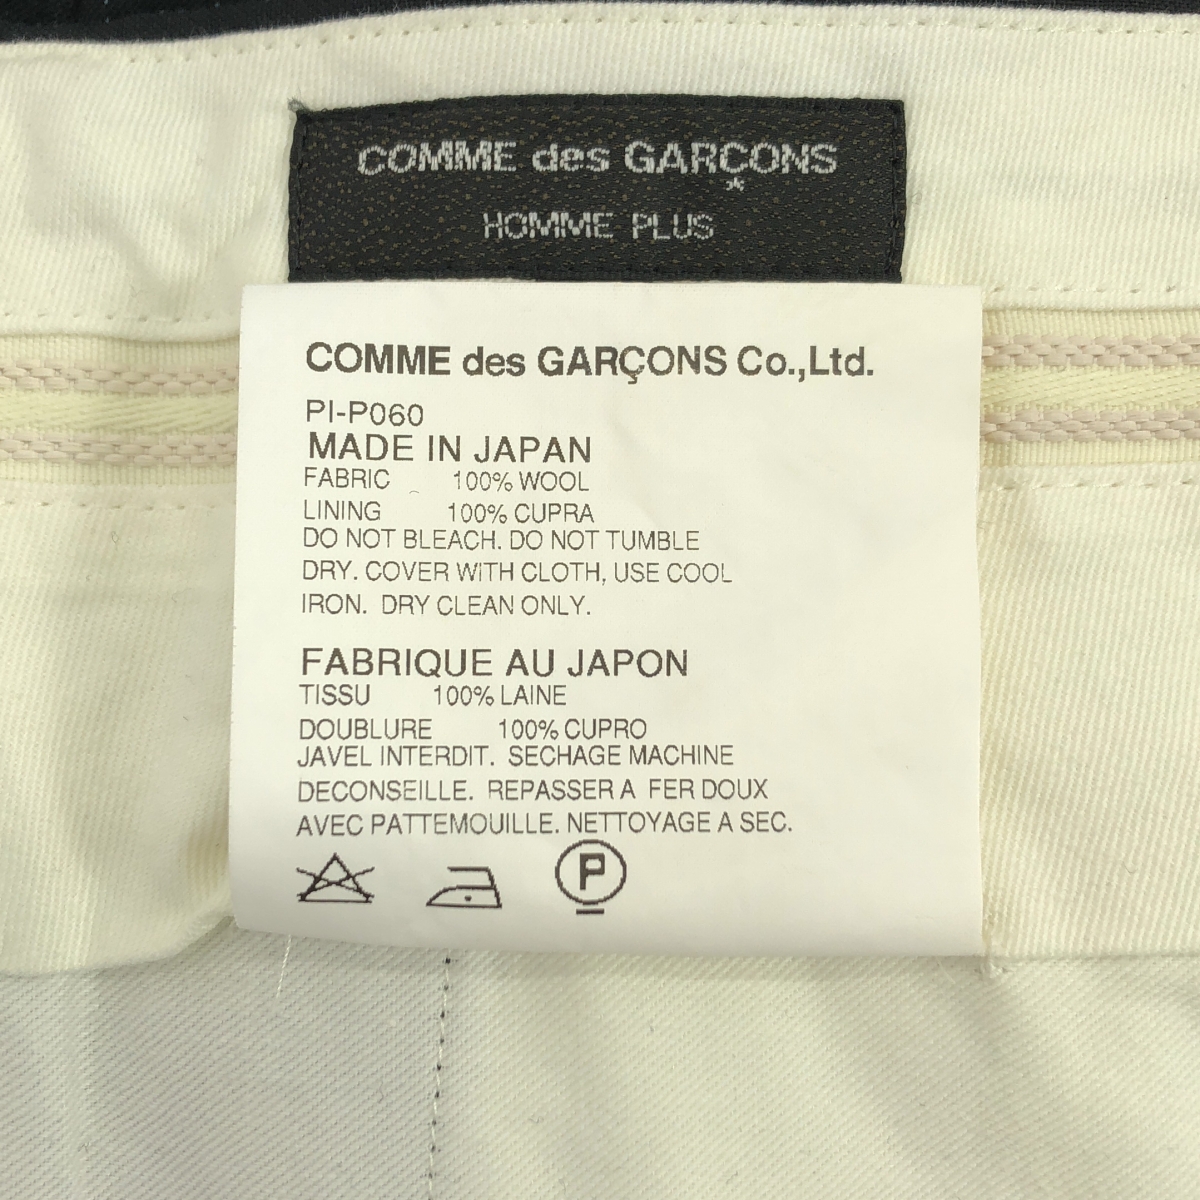 COMME des GARÇONS
*
HOMME PLUS
COMME des GARÇONS Co.,Ltd.
PI-P060
MADE IN JAPAN
FABRIC 100% WOOL
LINING 100% CUPRA
DO NOT BLEACH. DO NOT TUMBLE
DRY. COVER WITH CLOTH, USE COOL
IRON. DRY CLEAN ONLY.
FABRIQUE AU JAPON
TISSU 100% LAINE
DOUBLURE 100% CUPRO
JAVEL INTERDIT. SECHAGE MACHINE
DECONSEILLE. REPASSER A FER DOUX
AVEC PATTEMOUILLE. NETTOYAGE A SEC.
P